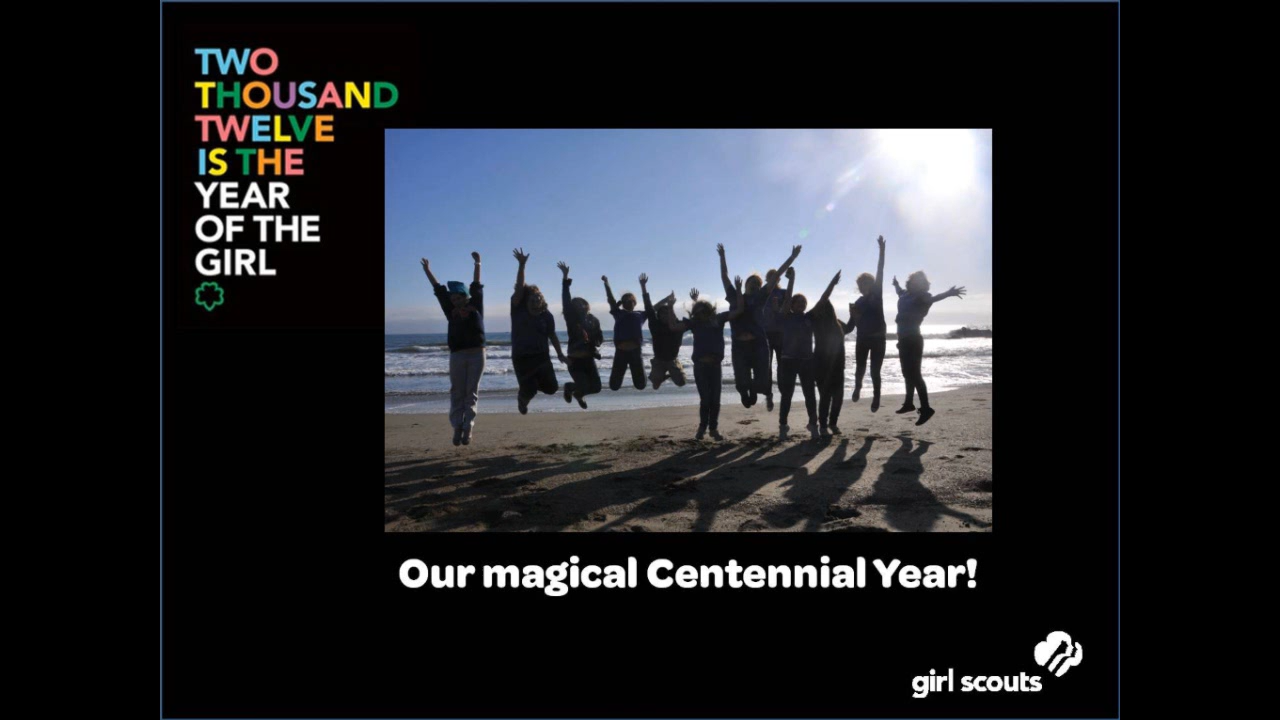 TWO
THOUSAND
TWELVE
IS THE
YEAR
OF THE
GIRL
Our magical Centennial Year!
girl scouts